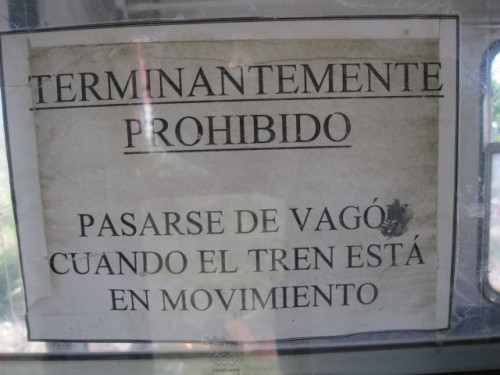 TERMINANTEMENTE
PROHIBIDO
PASARSE DE VAGÓN
CUANDO EL TREN ESTÁ
EN MOVIMIENTO